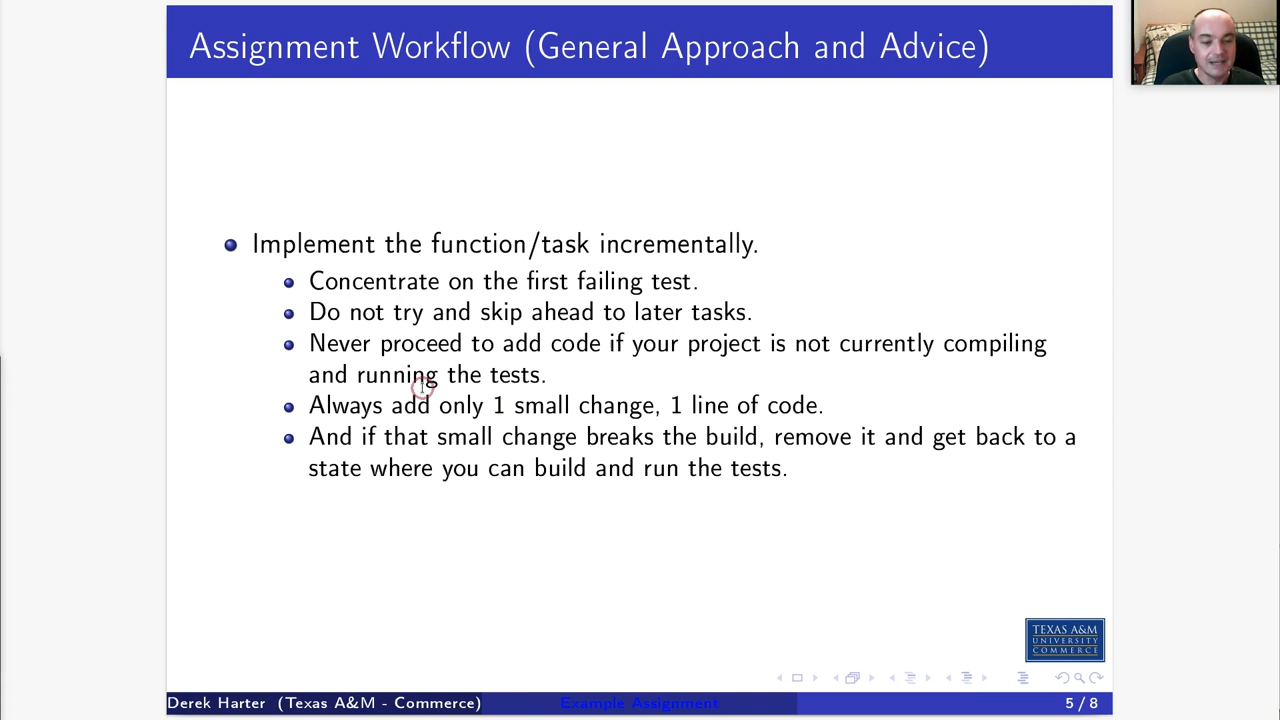 Assignment Workflow (General Approach and Advice)
Implement the function/task incrementally.
Concentrate on the first failing test.
Do not try and skip ahead to later tasks.
Never proceed to add code if your project is not currently compiling
and running the tests.
Always add only 1 small change, 1 line of code.
And if that small change breaks the build, remove it and get back to a
state where you can build and run the tests.
TEXAS A&M
UNIVERSITY
COMMERCE
Derek Harter (Texas A&M - Commerce) Example Assignment 5 / 8